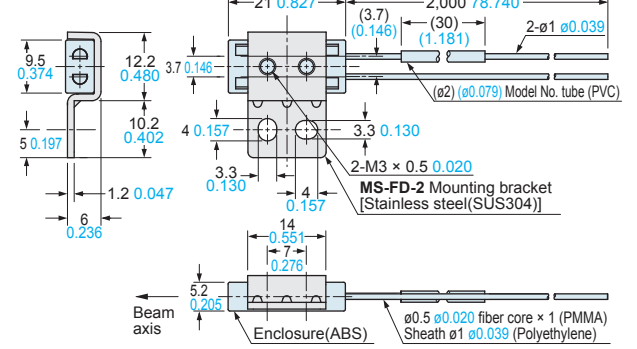 21 0.827
2,000 78.740
(3.7)
(0.146)
(30)
(1.181)
2-ø1 ø0.039
9.5
0.374
12.2
0.480
3.7 0.146
(ø2) (ø0.079) Model No. tube (PVC)
10.2
0.402
5 0.197
4 0.157
3.3 0.130
3.3
0.130
4
0.157
2-M3 × 0.5 0.020
MS-FD-2 Mounting bracket
[Stainless steel(SUS304)]
1.2 0.047
6
0.236
14
0.551
7
0.276
5.2
0.205
Beam
axis
Enclosure(ABS)
ø0.5 ø0.020 fiber core × 1 (PMMA)
Sheath ø1 ø0.039 (Polyethylene)